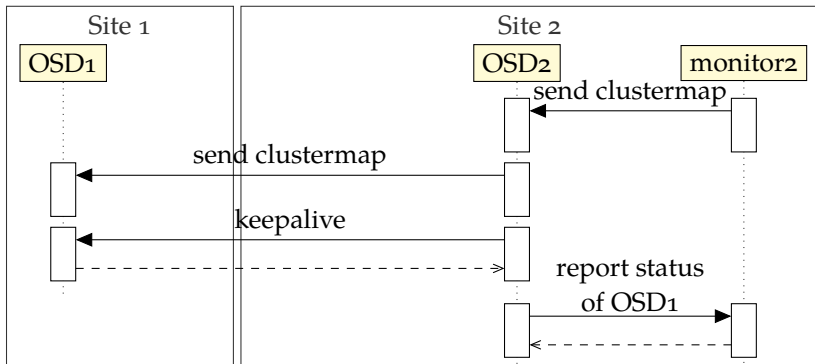 Site 1
Site 2
OSD1
OSD2
monitor2
send clustermap
send clustermap
keepalive
report status
of OSD1